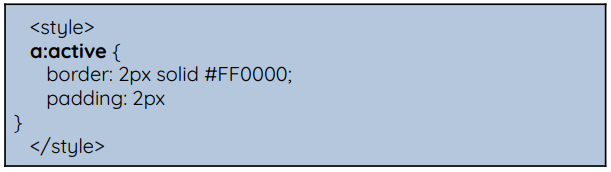 <style>
a:active {
border: 2px solid #FF0000;
padding: 2px
}
</style>